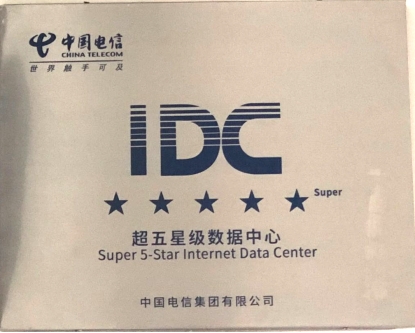 中国电信
CHINA TELECOM
世界触手可及
IDC
Super
超五星级数据中心
Super 5-Star Internet Data Center
中国电信集团有限公司